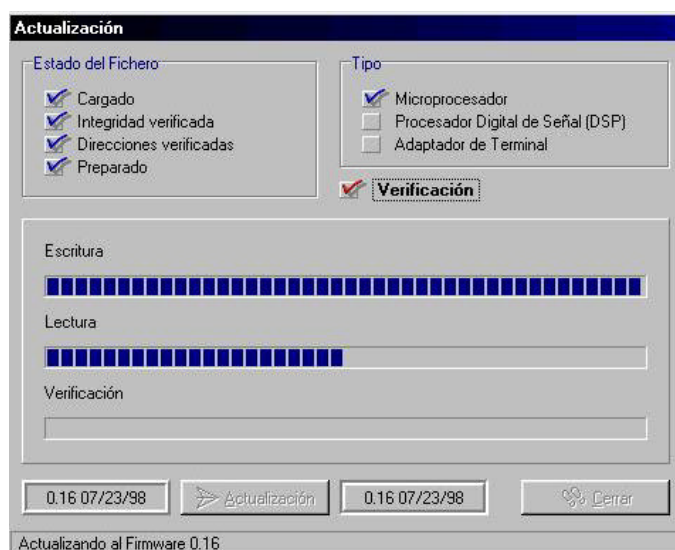 Actualización
Estado del Fichero
Cargado
Integridad verificada
Direcciones verificadas
Preparado
Tipo
Microprocesador
Procesador Digital de Señal (DSP)
Adaptador de Terminal
Verificación
Escritura
Lectura
Verificación
0.16 07/23/98
Actualización
0.16 07/23/98
Cerrar
Actualizando al Firmware 0.16